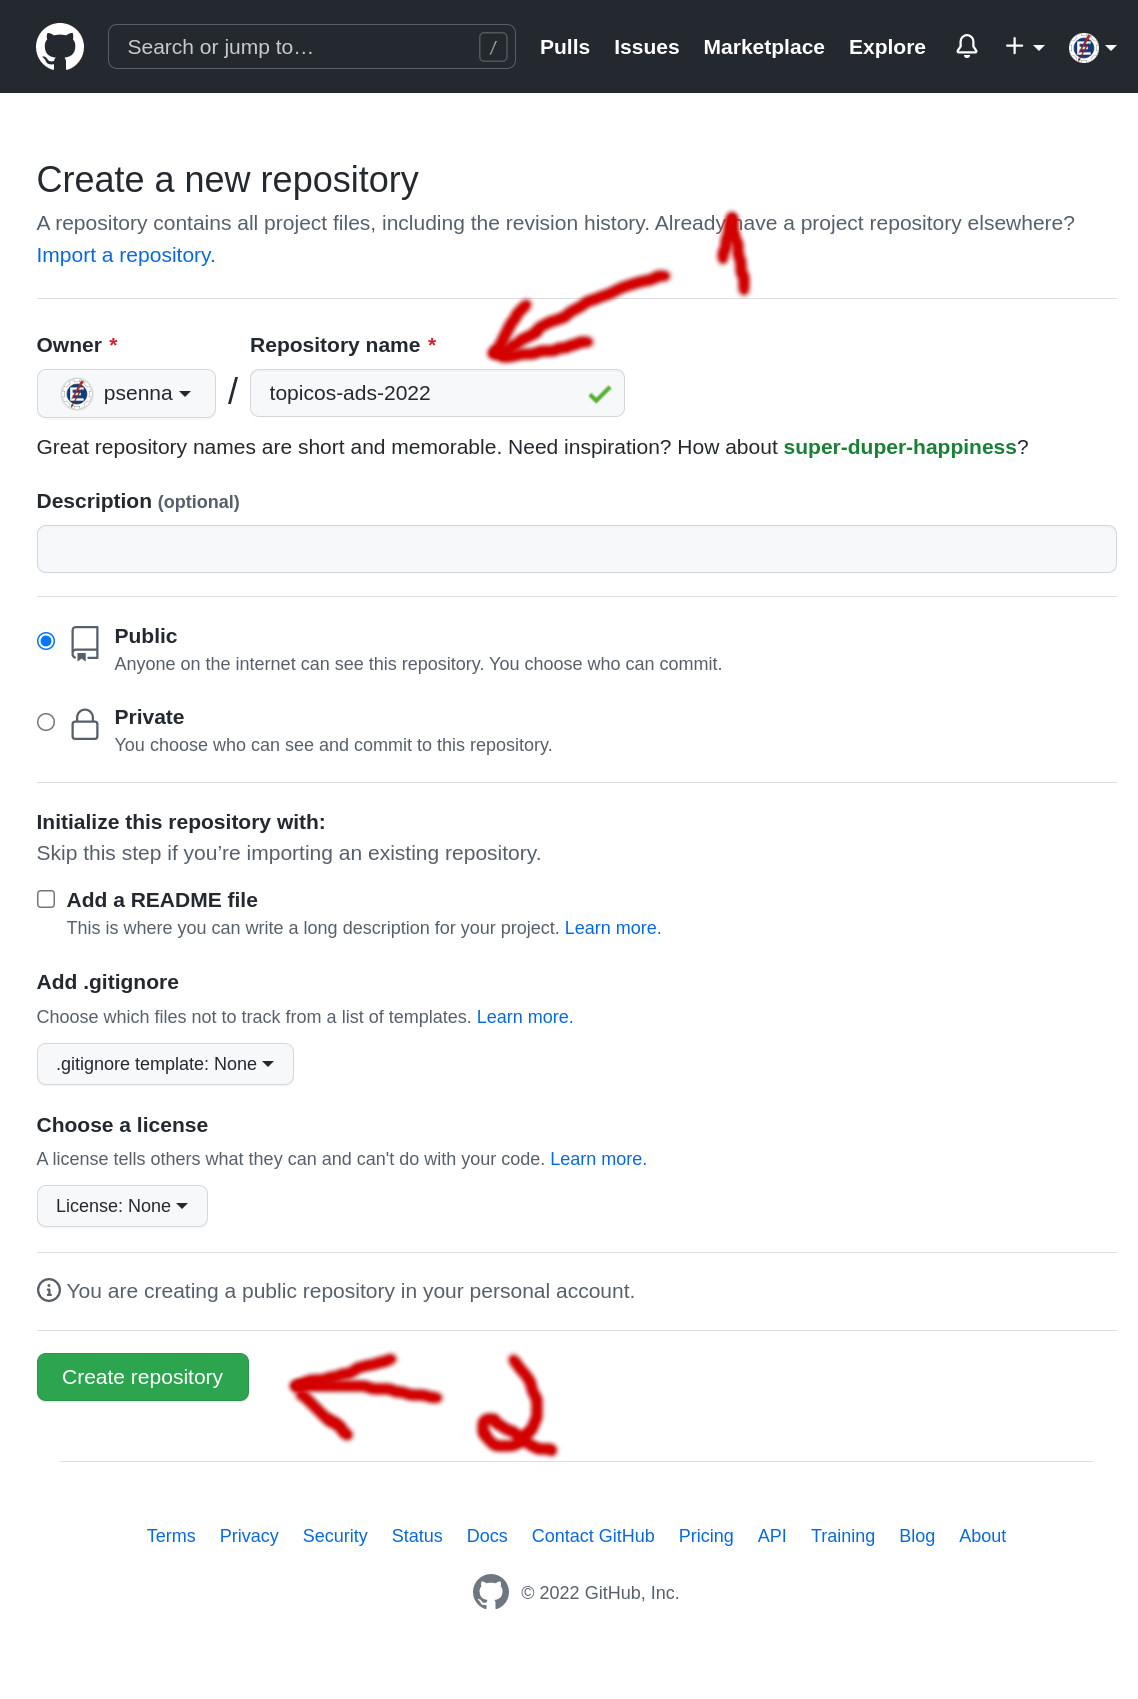 Search or jump to… /
Pulls Issues Marketplace Explore
Create a new repository
A repository contains all project files, including the revision history. Already have a project repository elsewhere?
Import a repository.
1
Owner * Repository name *
psenna / topicos-ads-2022
Great repository names are short and memorable. Need inspiration? How about super-duper-happiness?
Description (optional)
Public
Anyone on the internet can see this repository. You choose who can commit.
Private
You choose who can see and commit to this repository.
Initialize this repository with:
Skip this step if you’re importing an existing repository.
Add a README file
This is where you can write a long description for your project. Learn more.
Add .gitignore
Choose which files not to track from a list of templates. Learn more.
.gitignore template: None
Choose a license
A license tells others what they can and can't do with your code. Learn more.
License: None
You are creating a public repository in your personal account.
Create repository
2
Terms Privacy Security Status Docs Contact GitHub Pricing API Training Blog About
© 2022 GitHub, Inc.